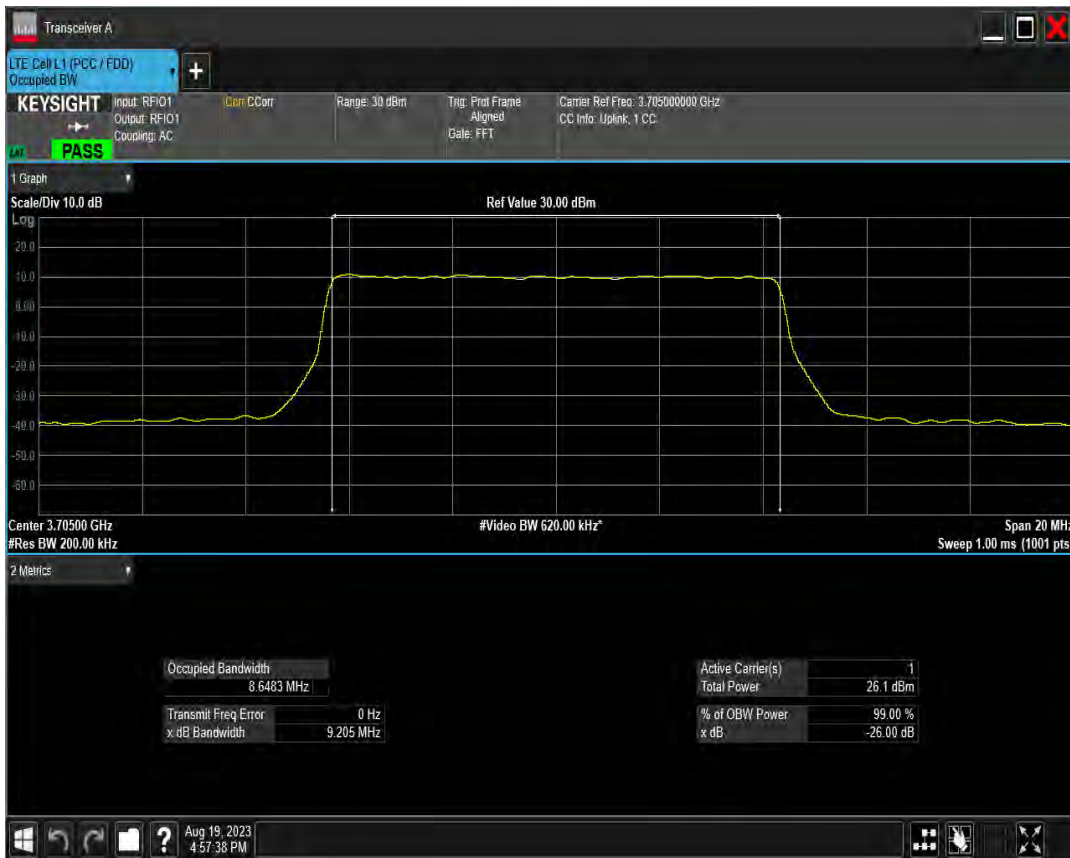 Transceiver A
LTE Cell L1 (PCC / FDD)
Occupied BW
+
KEYSIGHT
Input: RFIO1
Output: RFIO1
Coupling: AC
Corr CCorr
Range: 30 dBm
Trig: Prot Frame
Aligned
Gate: FFT
Carrier Ref Freq: 3.705000000 GHz
CC Info: Uplink, 1 CC
PASS
1 Graph
Scale/Div 10.0 dB
Ref Value 30.00 dBm
Log
20.0
10.0
0.00
-10.0
-20.0
-30.0
-40.0
-50.0
-60.0
Center 3.70500 GHz
#Video BW 620.00 kHz*
Span 20 MHz
#Res BW 200.00 kHz
Sweep 1.00 ms (1001 pts
2 Metrics
Occupied Bandwidth
8.6483 MHz
Transmit Freq Error 0 Hz
x dB Bandwidth 9.205 MHz
Active Carrier(s) 1
Total Power 26.1 dBm
% of OBW Power 99.00 %
x dB -26.00 dB
?
Aug 19, 2023
4:57:38 PM